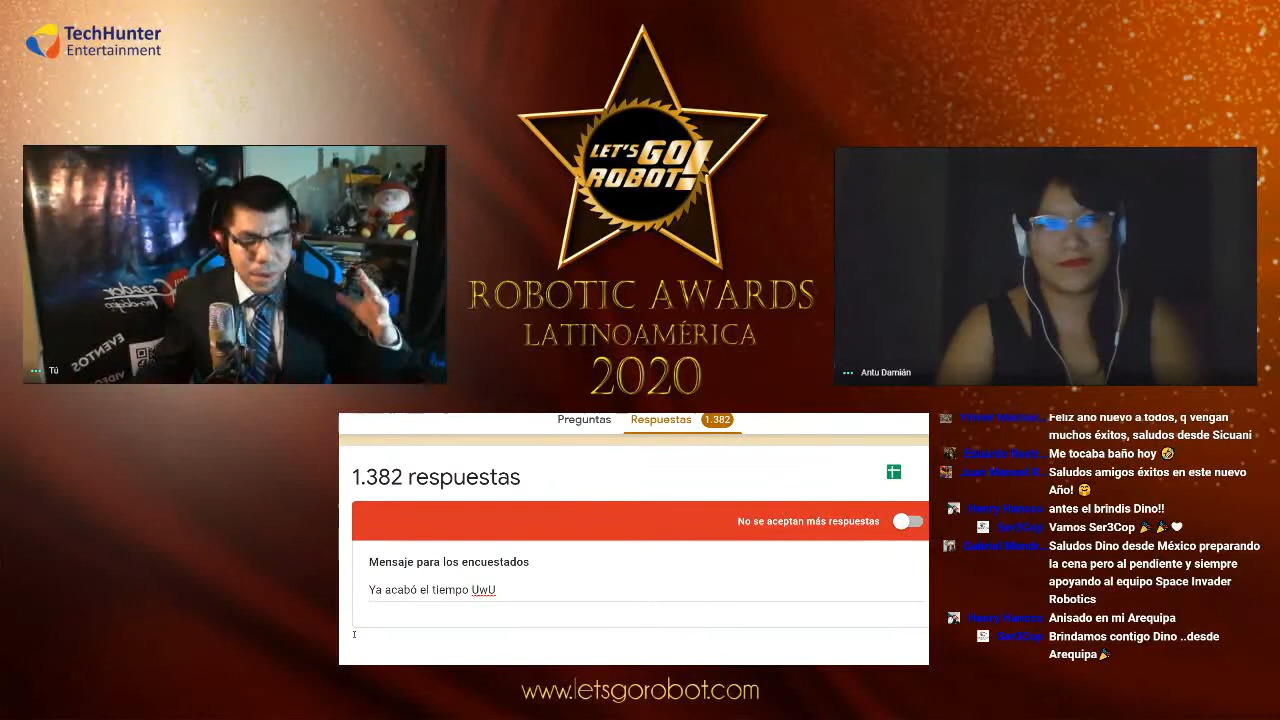 TechHunter
Entertainment
LET'S GO!
ROBOT!
ROBOTIC AWARDS
LATINOAMÉRICA
2020
EVENTOS
Tú
Antu Damián
Preguntas
Respuestas
1.382
1.382 respuestas
No se aceptan más respuestas
Mensaje para los encuestados
Ya acabó el tiempo UwU
Feliz año nuevo a todos, q vengan
muchos éxitos, saludos desde Sicuani
Me tocaba baño hoy 🤣
Saludos amigos éxitos en este nuevo
Año! 🤗
antes el brindis Dino!!
Ser3Cop Vamos Ser3Cop 🎉 🎉 🤍
Saludos Dino desde México preparando
la cena pero al pendiente y siempre
apoyando al equipo Space Invader
Robotics
Anisado en mi Arequipa
Ser3Cop Brindamos contigo Dino ..desde
Arequipa🎉
www.letsgorobot.com